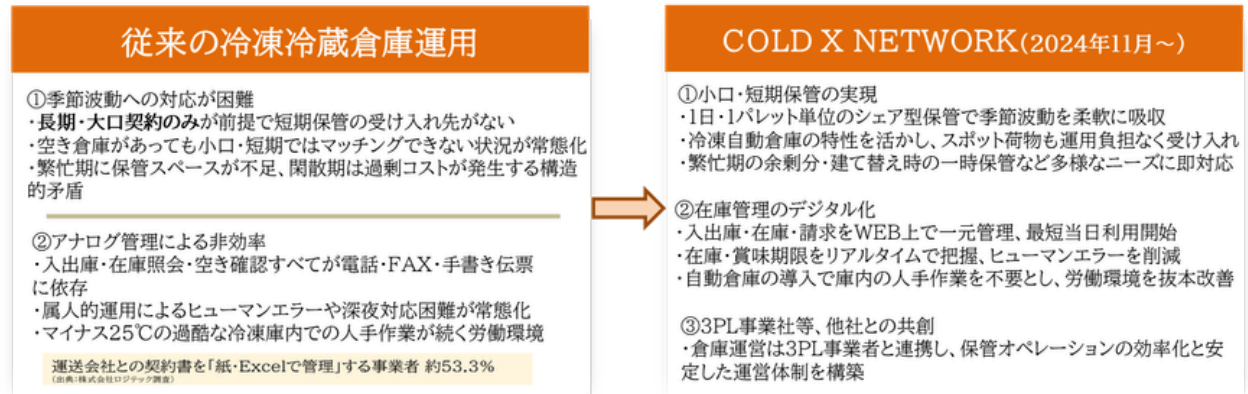 従来の冷凍冷蔵倉庫運用
①季節波動への対応が困難
・長期・大口契約のみが前提で短期保管の受け入れ先がない
・空き倉庫があっても小口・短期ではマッチングできない状況が常態化
・繁忙期に保管スペースが不足、閑散期は過剰コストが発生する構造
的矛盾
②アナログ管理による非効率
・入出庫・在庫照会・空き確認すべてが電話・FAX・手書き伝票
に依存
・属人的運用によるヒューマンエラーや深夜対応困難が常態化
・マイナス25℃の過酷な冷凍庫内での人手作業が続く労働環境
運送会社との契約書を「紙・Excelで管理」する事業者 約53.3%
(出典:株式会社ロジテック調査)
COLD X NETWORK(2024年11月～)
①小口・短期保管の実現
・1日・1パレット単位のシェア型保管で季節波動を柔軟に吸収
・冷凍自動倉庫の特性を活かし、スポット荷物も運用負担なく受け入れ
・繁忙期の余剰分・建て替え時の一時保管など多様なニーズに即対応
②在庫管理のデジタル化
・入出庫・在庫・請求をWEB上で一元管理、最短当日利用開始
・在庫・賞味期限をリアルタイムで把握、ヒューマンエラーを削減
・自動倉庫の導入で庫内の人手作業を不要とし、労働環境を抜本改善
③3PL事業社等、他社との共創
・倉庫運営は3PL事業者と連携し、保管オペレーションの効率化と安
定した運営体制を構築